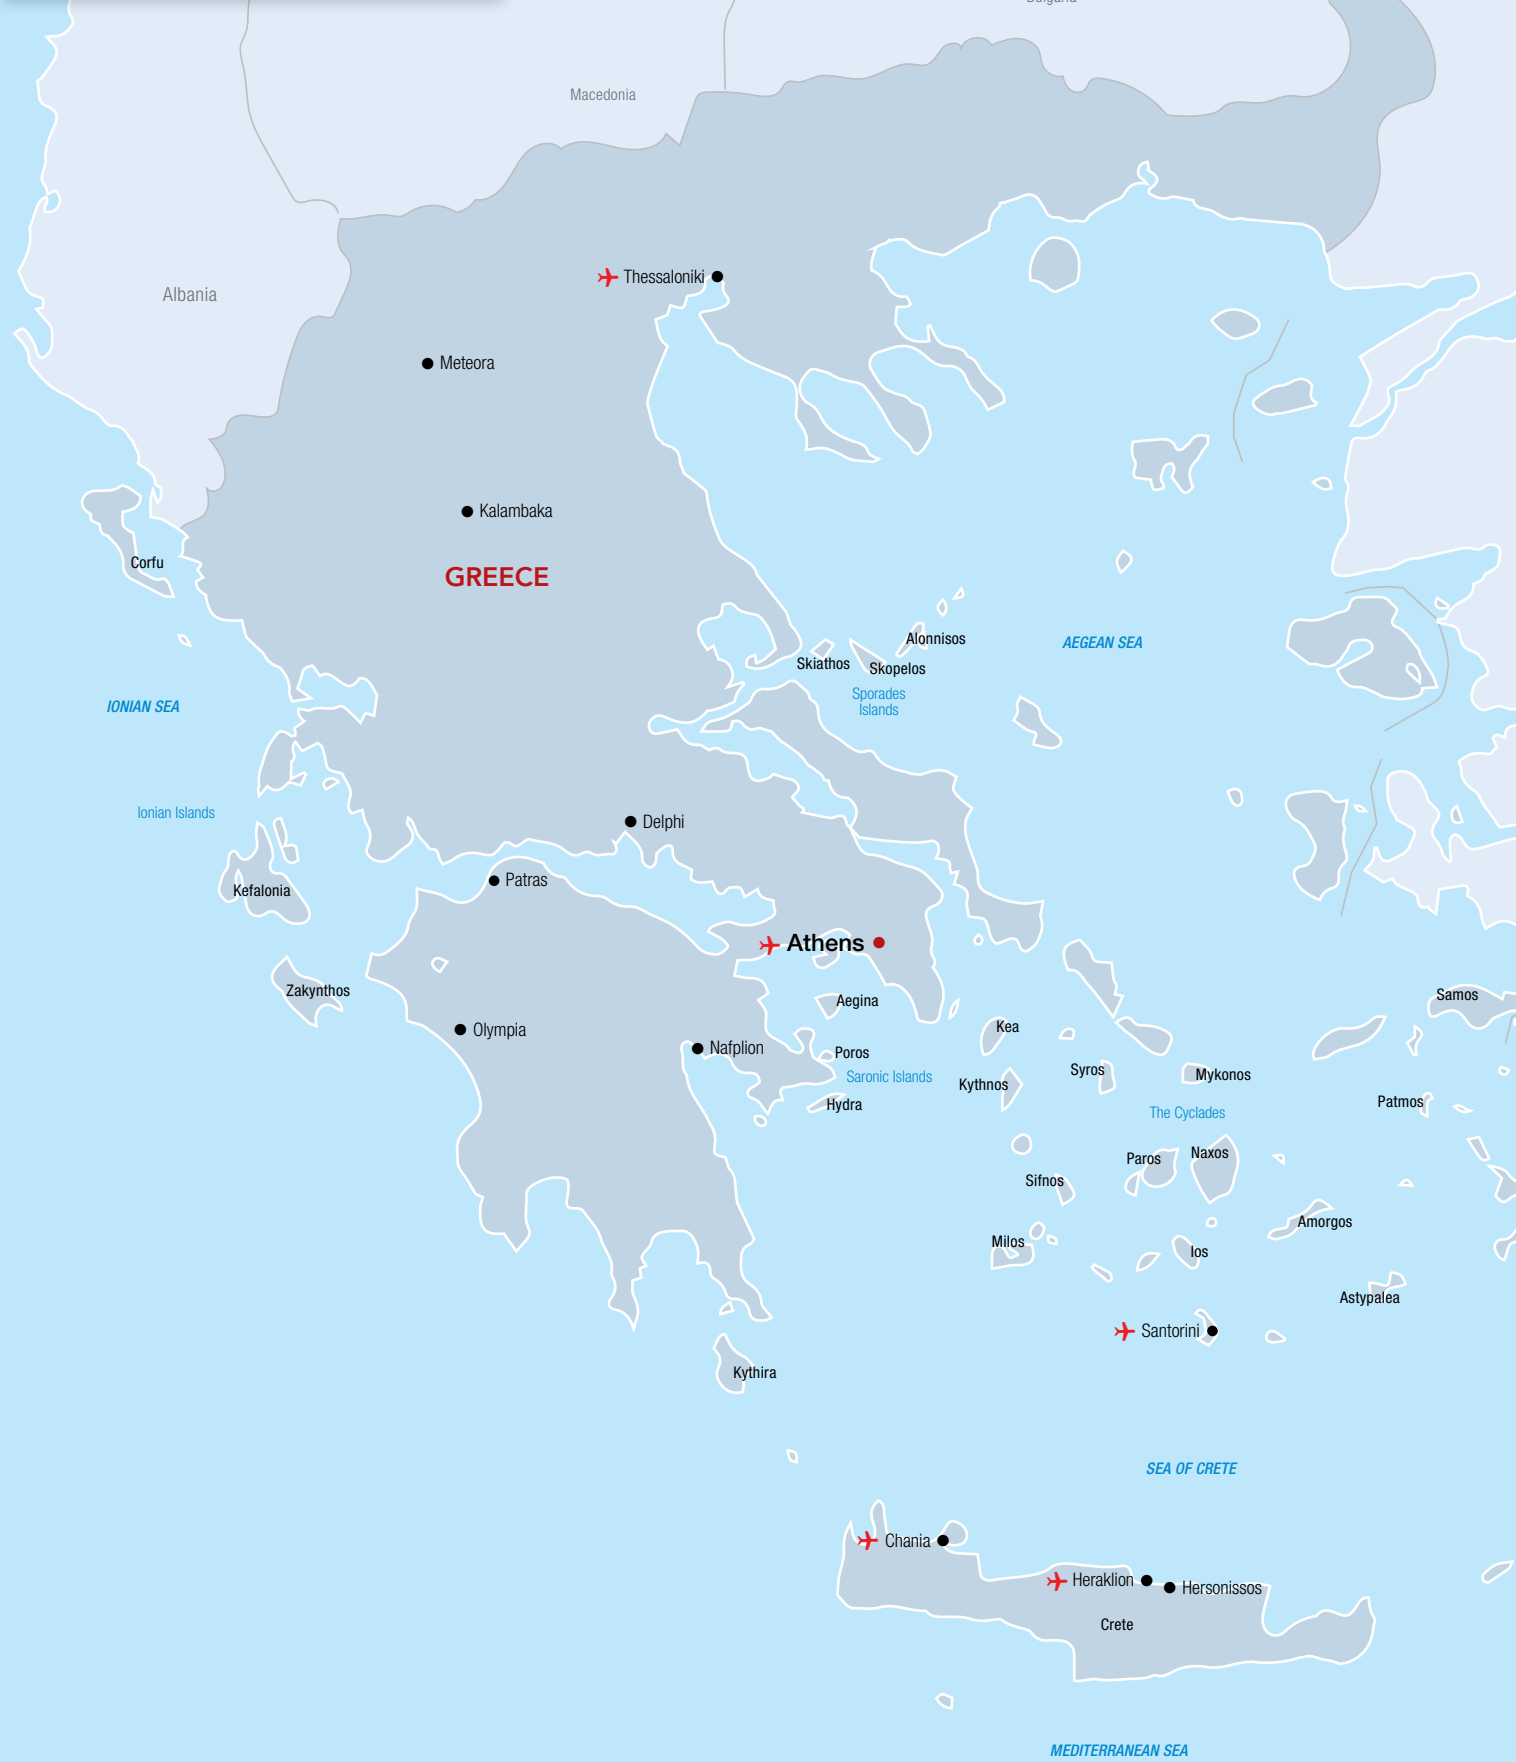 Bulgaria
Macedonia
Albania
Thessaloniki
Meteora
Kalambaka
Corfu
GREECE
Alonnisos
AEGEAN SEA
Skiathos
Skopelos
Sporades
Islands
IONIAN SEA
Ionian Islands
Delphi
Patras
Kefalonia
Athens
Zakynthos
Samos
Aegina
Olympia
Kea
Nafplion
Poros
Syros
Mykonos
Saronic Islands
Kythnos
Patmos
Hydra
The Cyclades
Paros
Naxos
Sifnos
Amorgos
Milos
Ios
Astypalea
Santorini
Kythira
SEA OF CRETE
Chania
Heraklion
Hersonissos
Crete
MEDITERRANEAN SEA